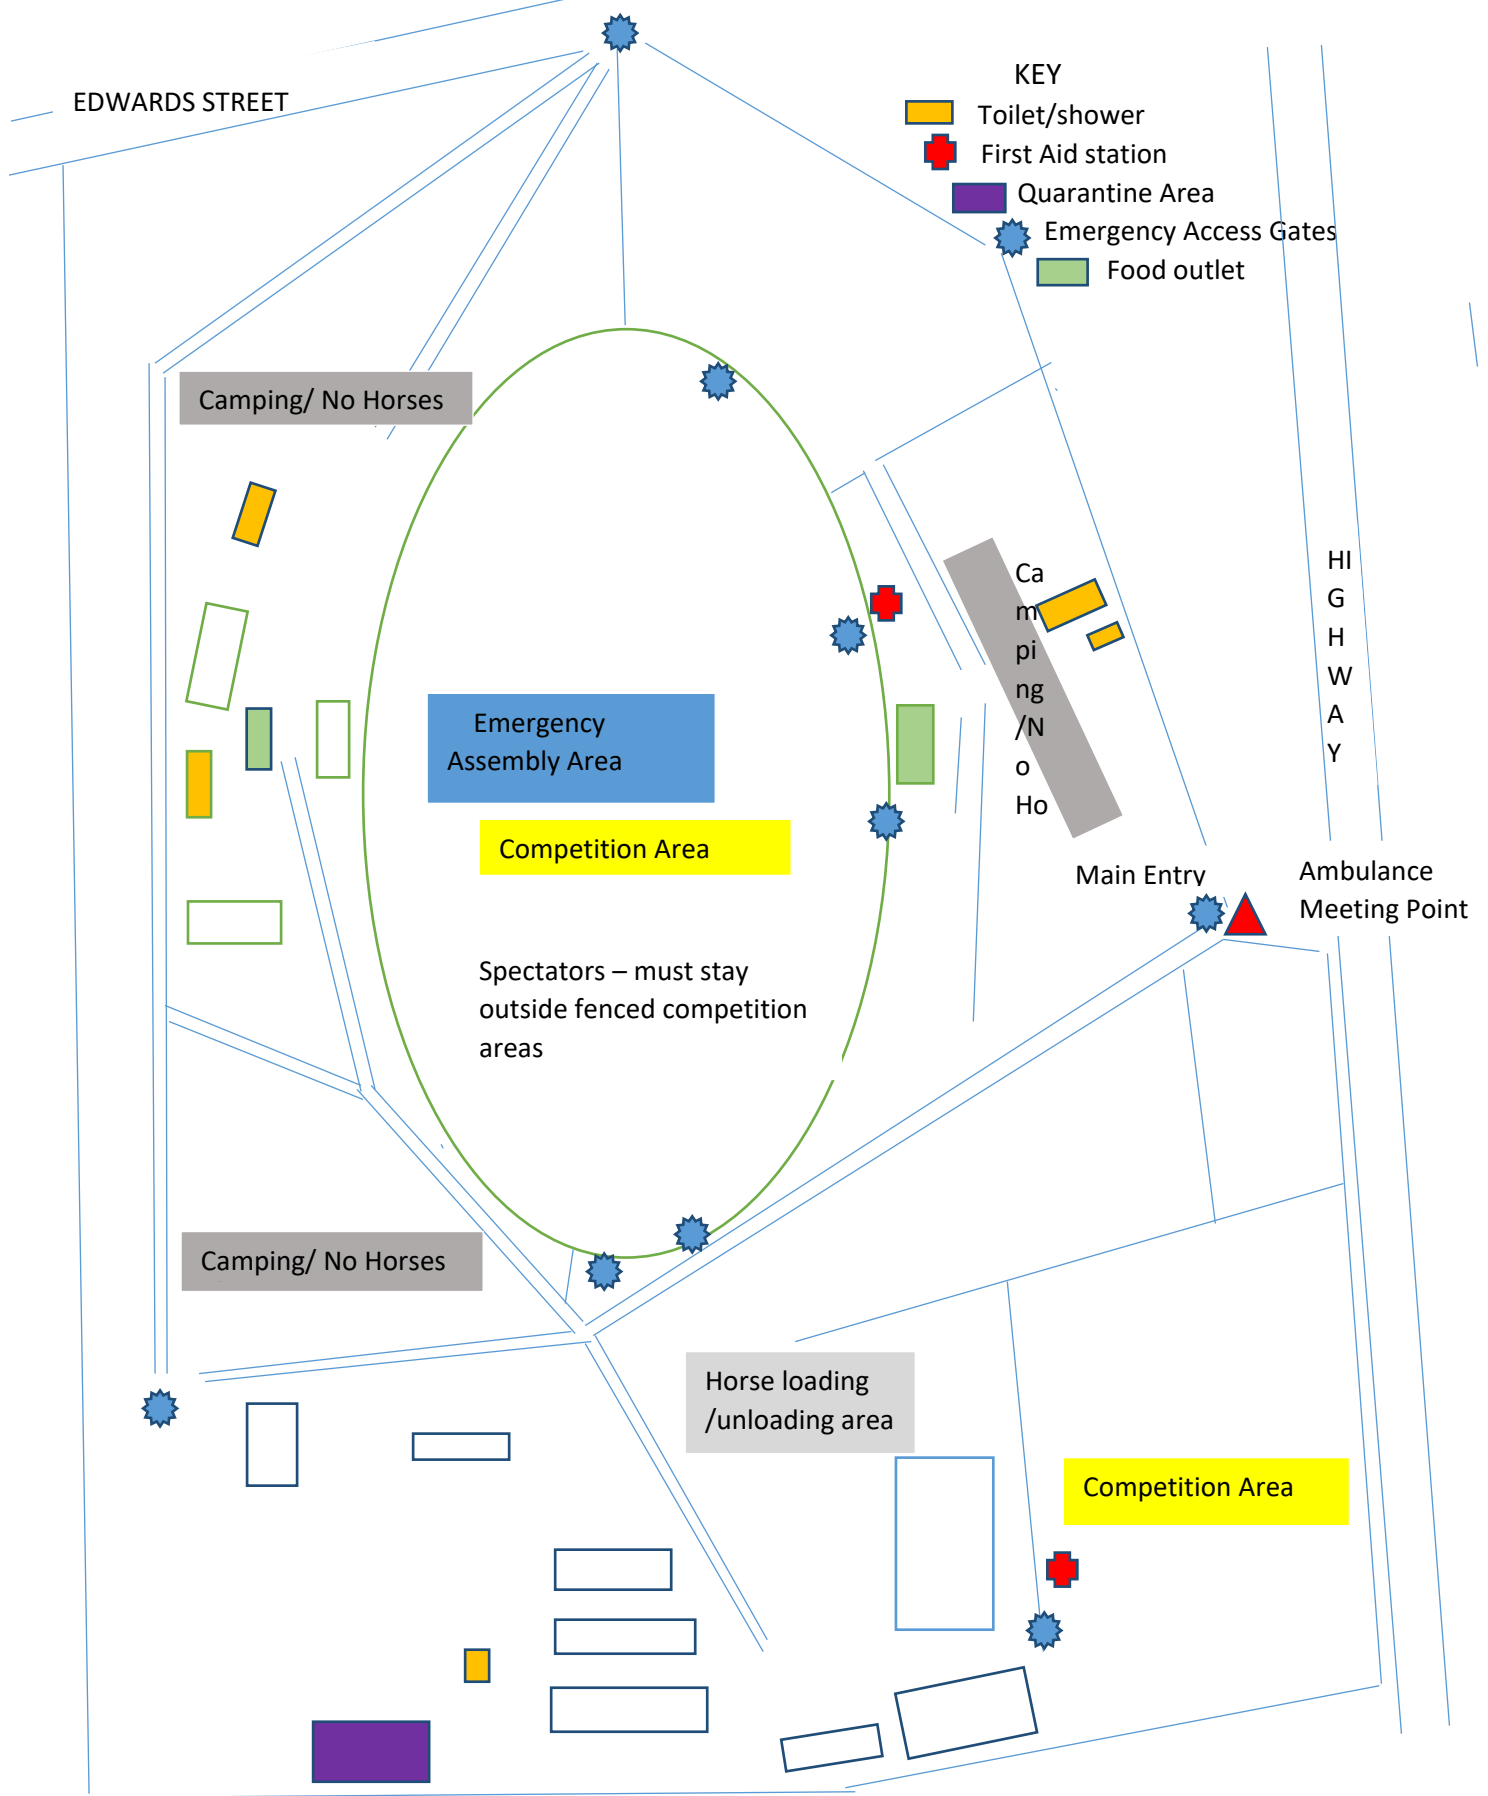 EDWARDS STREET
KEY
Toilet/shower
First Aid station
Quarantine Area
Emergency Access Gates
Food outlet
Camping/ No Horses
Ca
m
pi
ng
/N
o
Ho
HI
G
H
W
A
Y
Emergency
Assembly Area
Competition Area
Main Entry
Ambulance
Meeting Point
Spectators – must stay
outside fenced competition
areas
Camping/ No Horses
Horse loading
/unloading area
Competition Area